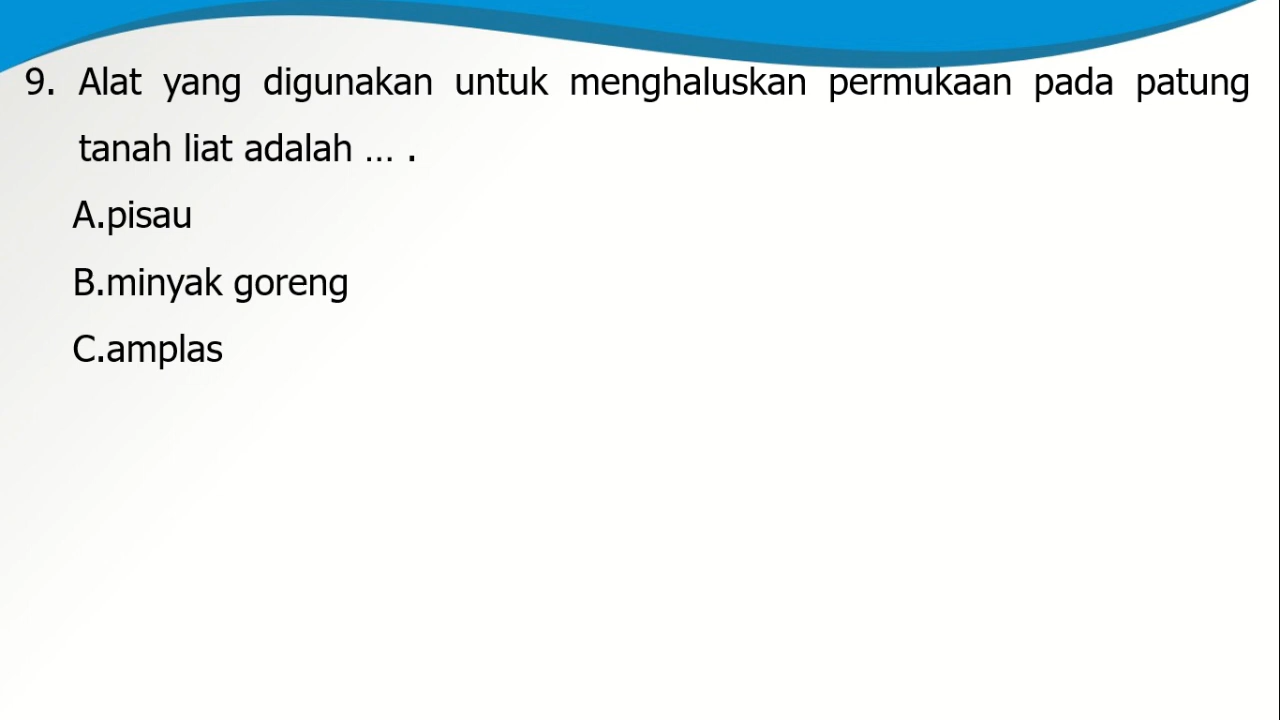 9. Alat yang digunakan untuk menghaluskan permukaan pada patung
tanah liat adalah ... .
A.pisau
B.minyak goreng
C.amplas